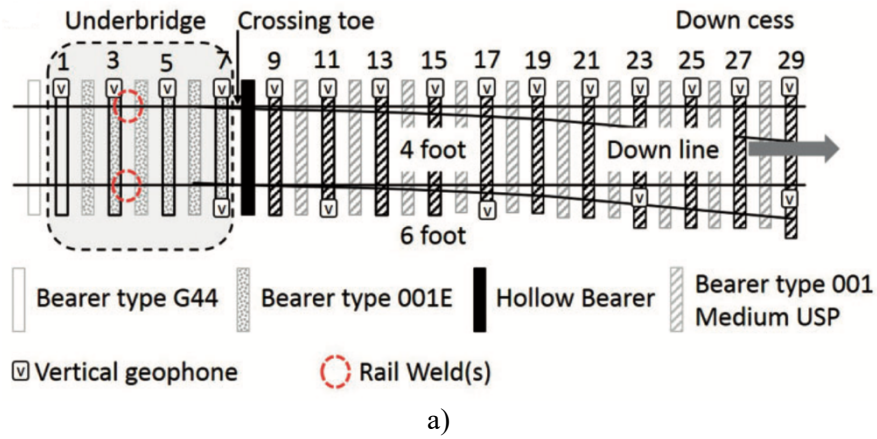 Underbridge Crossing toe Down cess
1 3 5 7 9 11 13 15 17 19 21 23 25 27 29
v v v v v v v v v v v v v v v
4 foot Down line
v v v v v
6 foot
Bearer type G44 Bearer type 001E Hollow Bearer Bearer type 001
Medium USP
v Vertical geophone Rail Weld(s)
a)